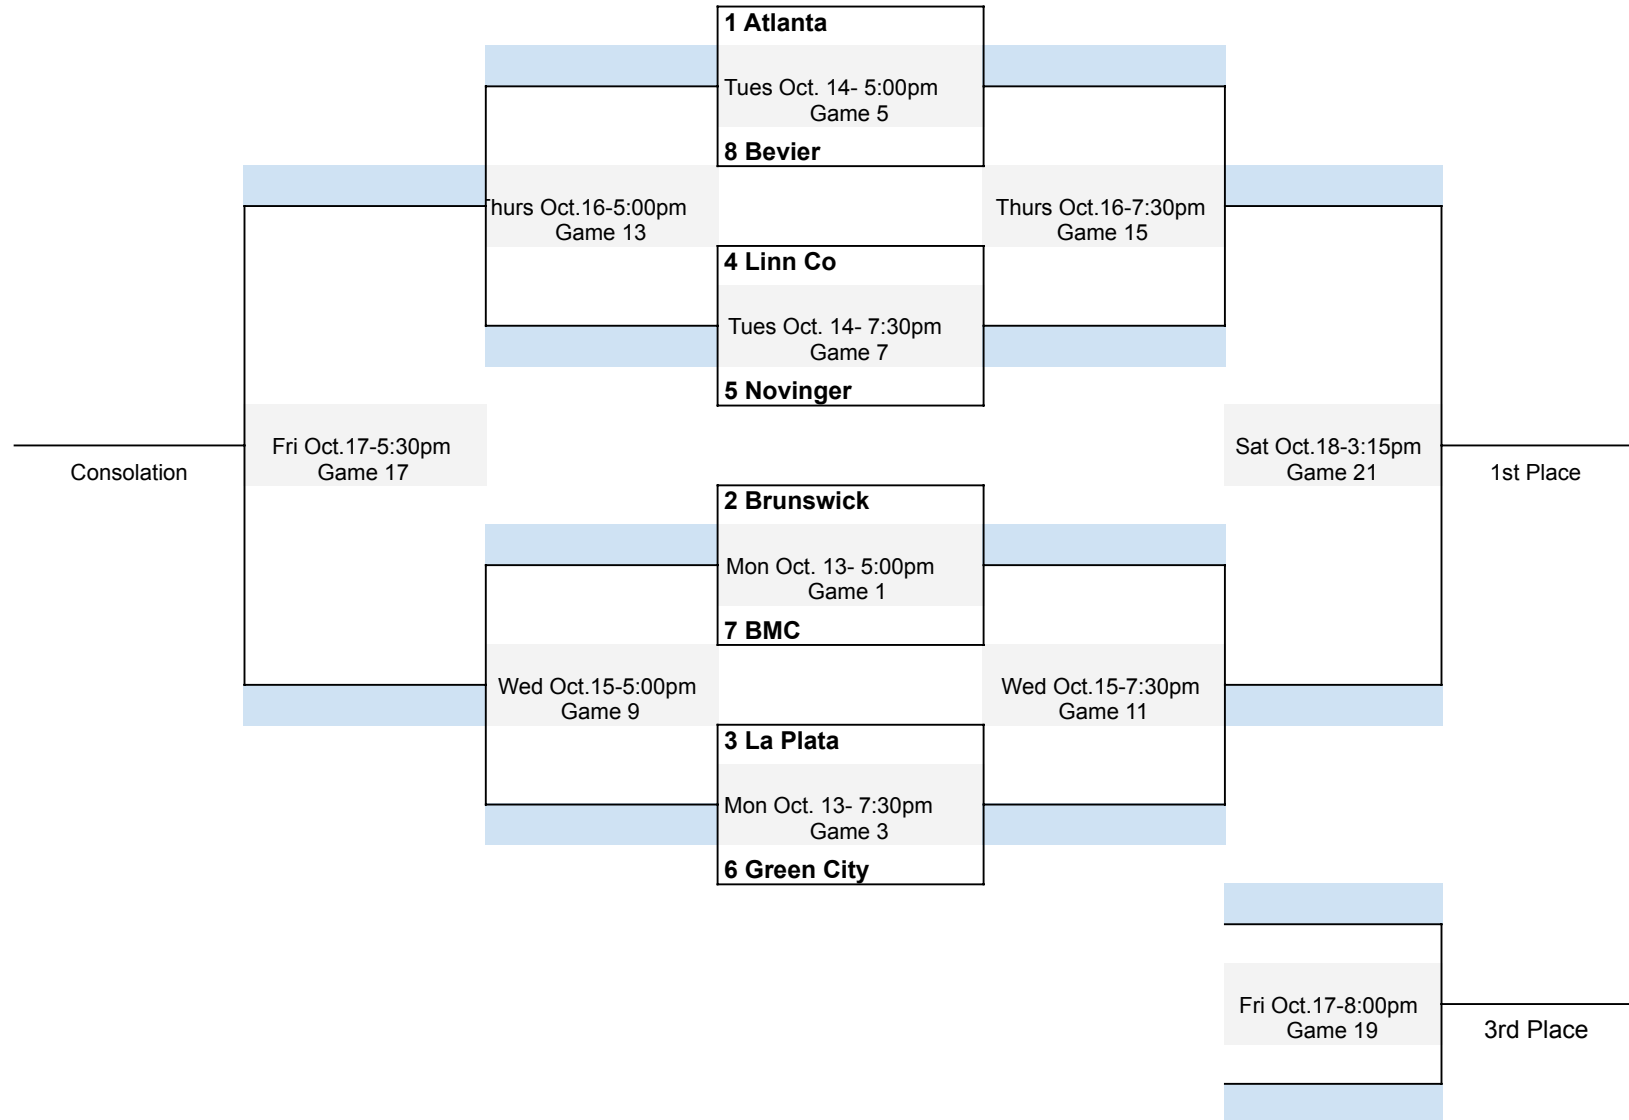 1 Atlanta
Tues Oct. 14- 5:00pm
Game 5
8 Bevier
hurs Oct.16-5:00pm
Game 13
Thurs Oct.16-7:30pm
Game 15
4 Linn Co
Tues Oct. 14- 7:30pm
Game 7
5 Novinger
Fri Oct.17-5:30pm
Game 17
Consolation
Sat Oct.18-3:15pm
Game 21
1st Place
2 Brunswick
Mon Oct. 13- 5:00pm
Game 1
7 BMC
Wed Oct.15-5:00pm
Game 9
Wed Oct.15-7:30pm
Game 11
3 La Plata
Mon Oct. 13- 7:30pm
Game 3
6 Green City
Fri Oct.17-8:00pm
Game 19
3rd Place